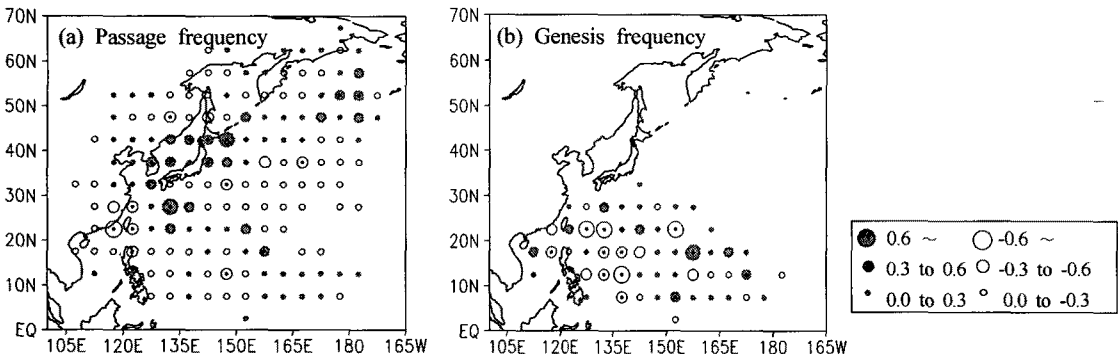 70N
(a) Passage frequency
60N
50N
40N
30N
20N
10N
EQ
105E 120E 135E 150E 165E 180 165W
70N
(b) Genesis frequency
60N
50N
40N
30N
20N
10N
EQ
105E 120E 135E 150E 165E 180 165W
0.6 ~ -0.6 ~
0.3 to 0.6 -0.3 to -0.6
0.0 to 0.3 0.0 to -0.3